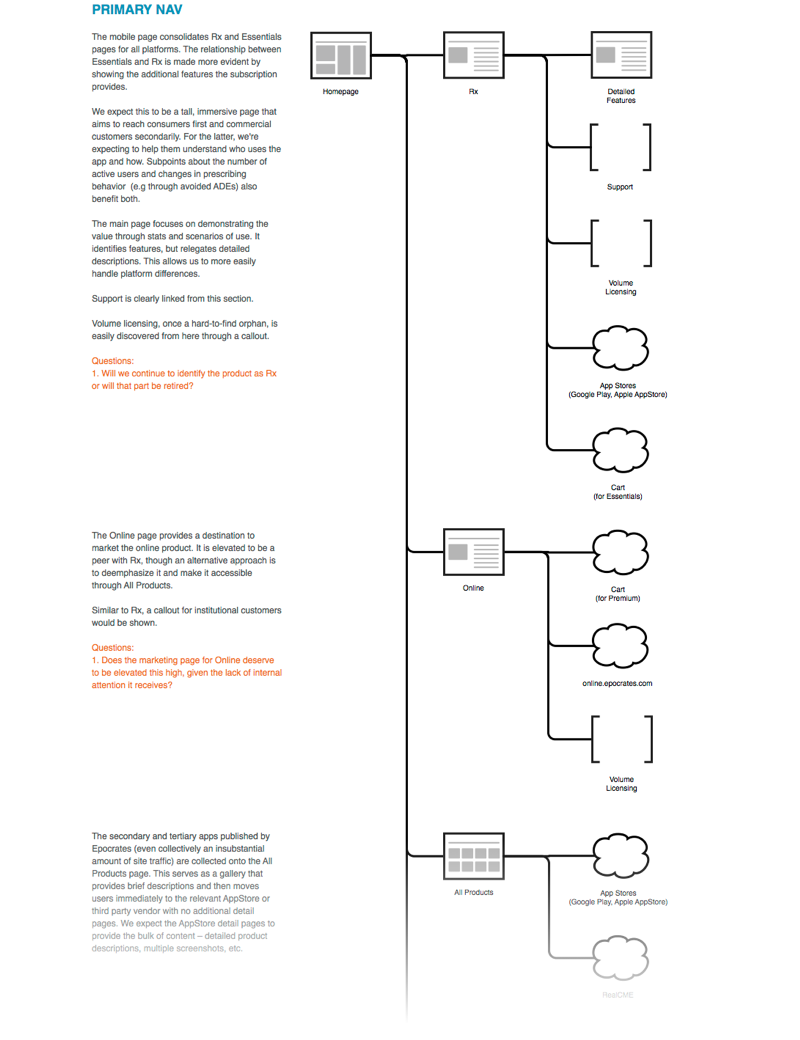 PRIMARY NAV
The mobile page consolidates Rx and Essentials
pages for all platforms. The relationship between
Essentials and Rx is made more evident by
showing the additional features the subscription
provides.
We expect this to be a tall, immersive page that
aims to reach consumers first and commercial
customers secondarily. For the latter, we're
expecting to help them understand who uses the
app and how. Subpoints about the number of
active users and changes in prescribing
behavior (e.g through avoided ADEs) also
benefit both.
The main page focuses on demonstrating the
value through stats and scenarios of use. It
identifies features, but relegates detailed
descriptions. This allows us to more easily
handle platform differences.
Support is clearly linked from this section.
Volume licensing, once a hard-to-find orphan, is
easily discovered from here through a callout.
Questions:
1. Will we continue to identify the product as Rx
or will that part be retired?
Homepage
Rx
Detailed
Features
Support
Volume
Licensing
App Stores
(Google Play, Apple AppStore)
Cart
(for Essentials)
The Online page provides a destination to
market the online product. It is elevated to be a
peer with Rx, though an alternative approach is
to deemphasize it and make it accessible
through All Products.
Similar to Rx, a callout for institutional customers
would be shown.
Questions:
1. Does the marketing page for Online deserve
to be elevated this high, given the lack of internal
attention it receives?
Online
Cart
(for Premium)
online.epocrates.com
Volume
Licensing
The secondary and tertiary apps published by
Epocrates (even collectively an insubstantial
amount of site traffic) are collected onto the All
Products page. This serves as a gallery that
provides brief descriptions and then moves
users immediately to the relevant AppStore or
third party vendor with no additional detail
pages. We expect the AppStore detail pages to
provide the bulk of content – detailed product
descriptions, multiple screenshots, etc.
All Products
App Stores
(Google Play, Apple AppStore)
RealCME